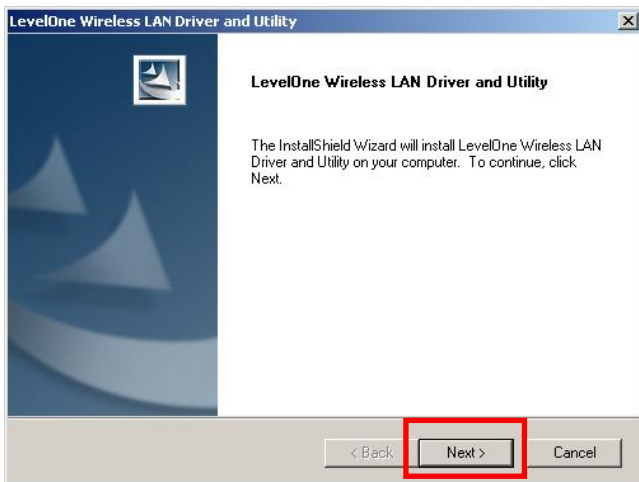 LevelOne Wireless LAN Driver and Utility
LevelOne Wireless LAN Driver and Utility
The InstallShield Wizard will install LevelOne Wireless LAN
Driver and Utility on your computer. To continue, click
Next.
< Back Next > Cancel